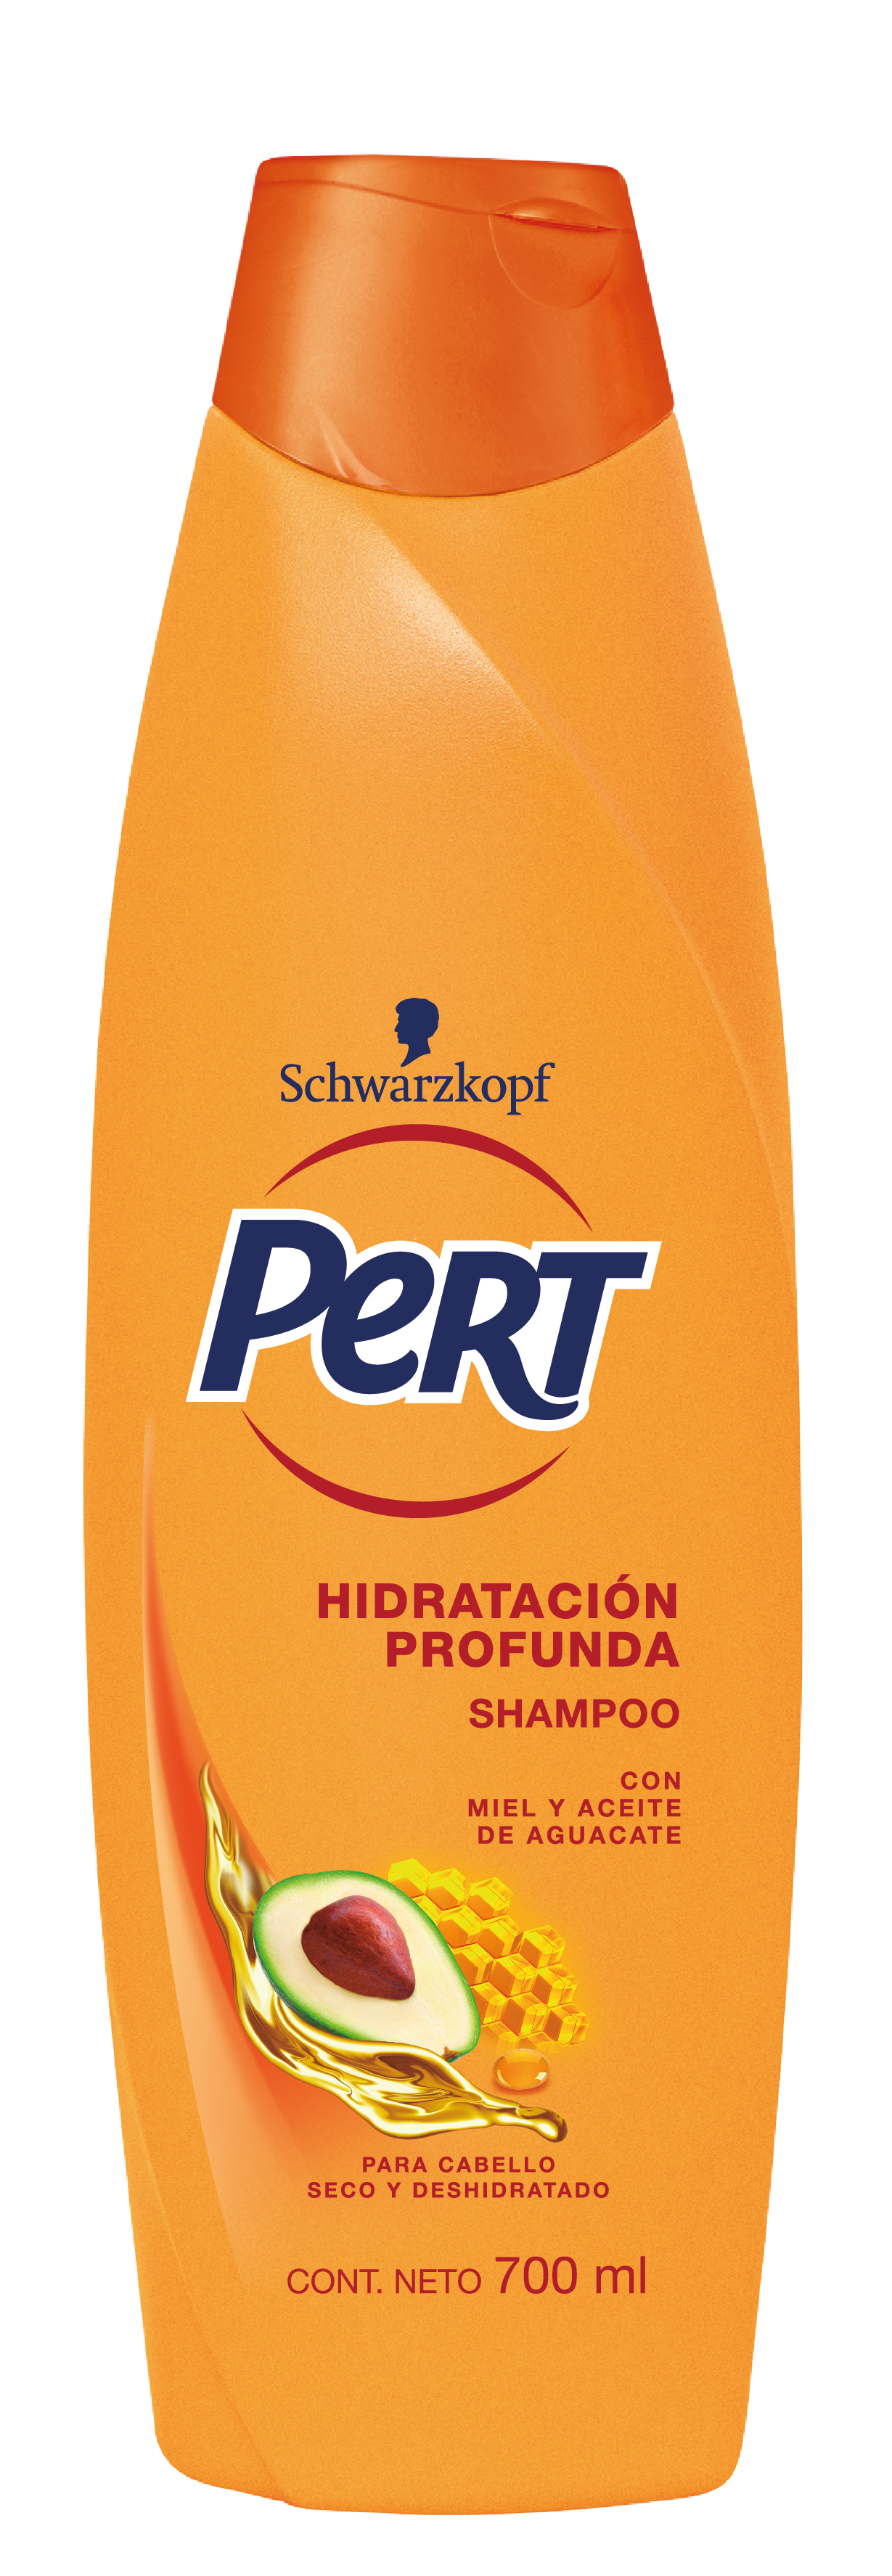 Schwarzkopf
PERT
HIDRATACIÓN
PROFUNDA
SHAMPOO
CON
MIEL Y ACEITE
DE AGUACATE
PARA CABELLO
SECO Y DESHIDRATADO
CONT. NETO 700 ml